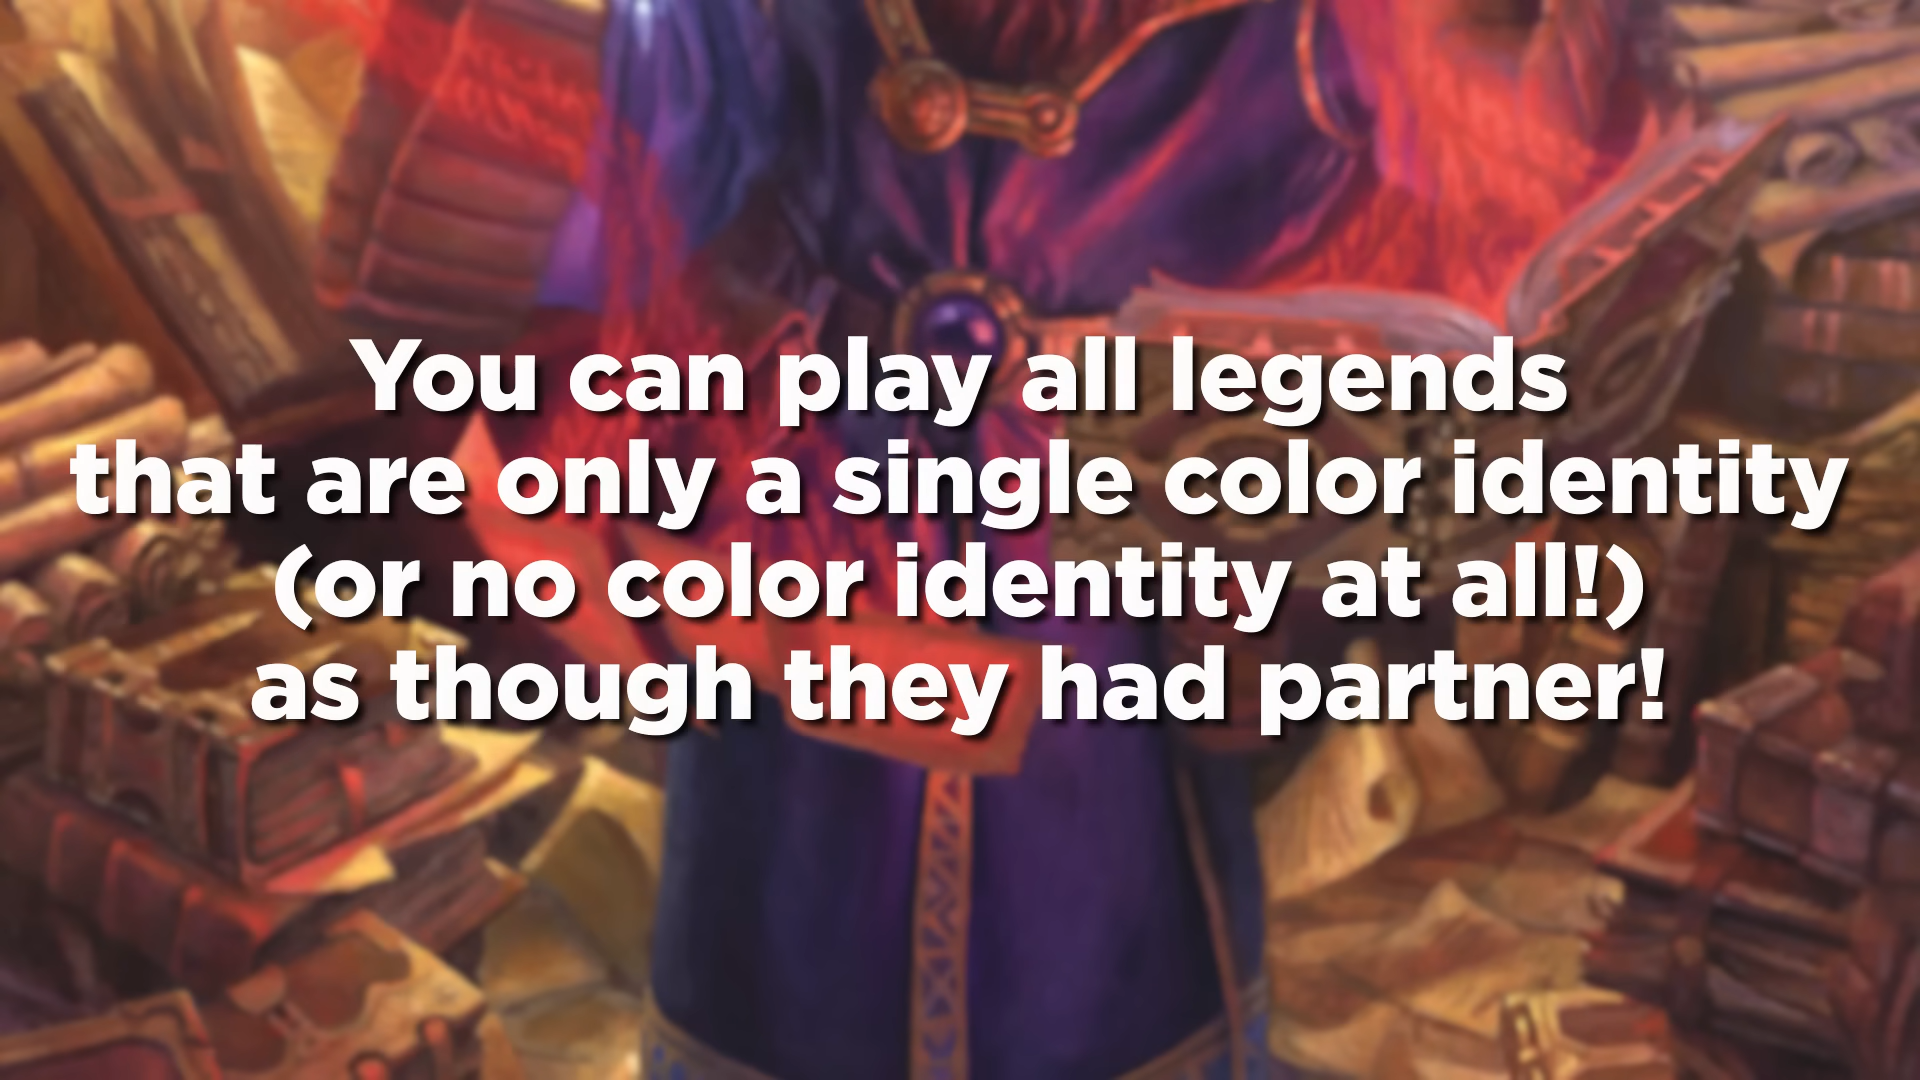 You can play all legends
that are only a single color identity
(or no color identity at all!)
as though they had partner!